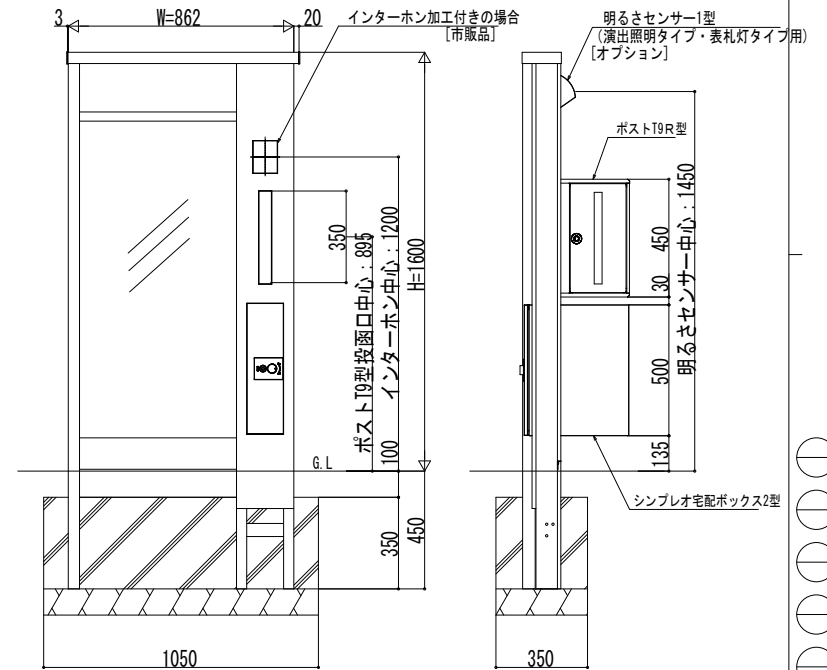 3
W=862
20
インターホン加工付きの場合
[市販品]
明るさセンサー1型
(演出照明タイプ・表札灯タイプ用)
[オプション]
ポストT9R型
350
ポストT9型投函口中心:895
インターホン中心:1200
H=1600
100
G.L
350
450
1050
450
30
500
135
明るさセンサー中心:1450
シンプレオ宅配ボックス2型
350